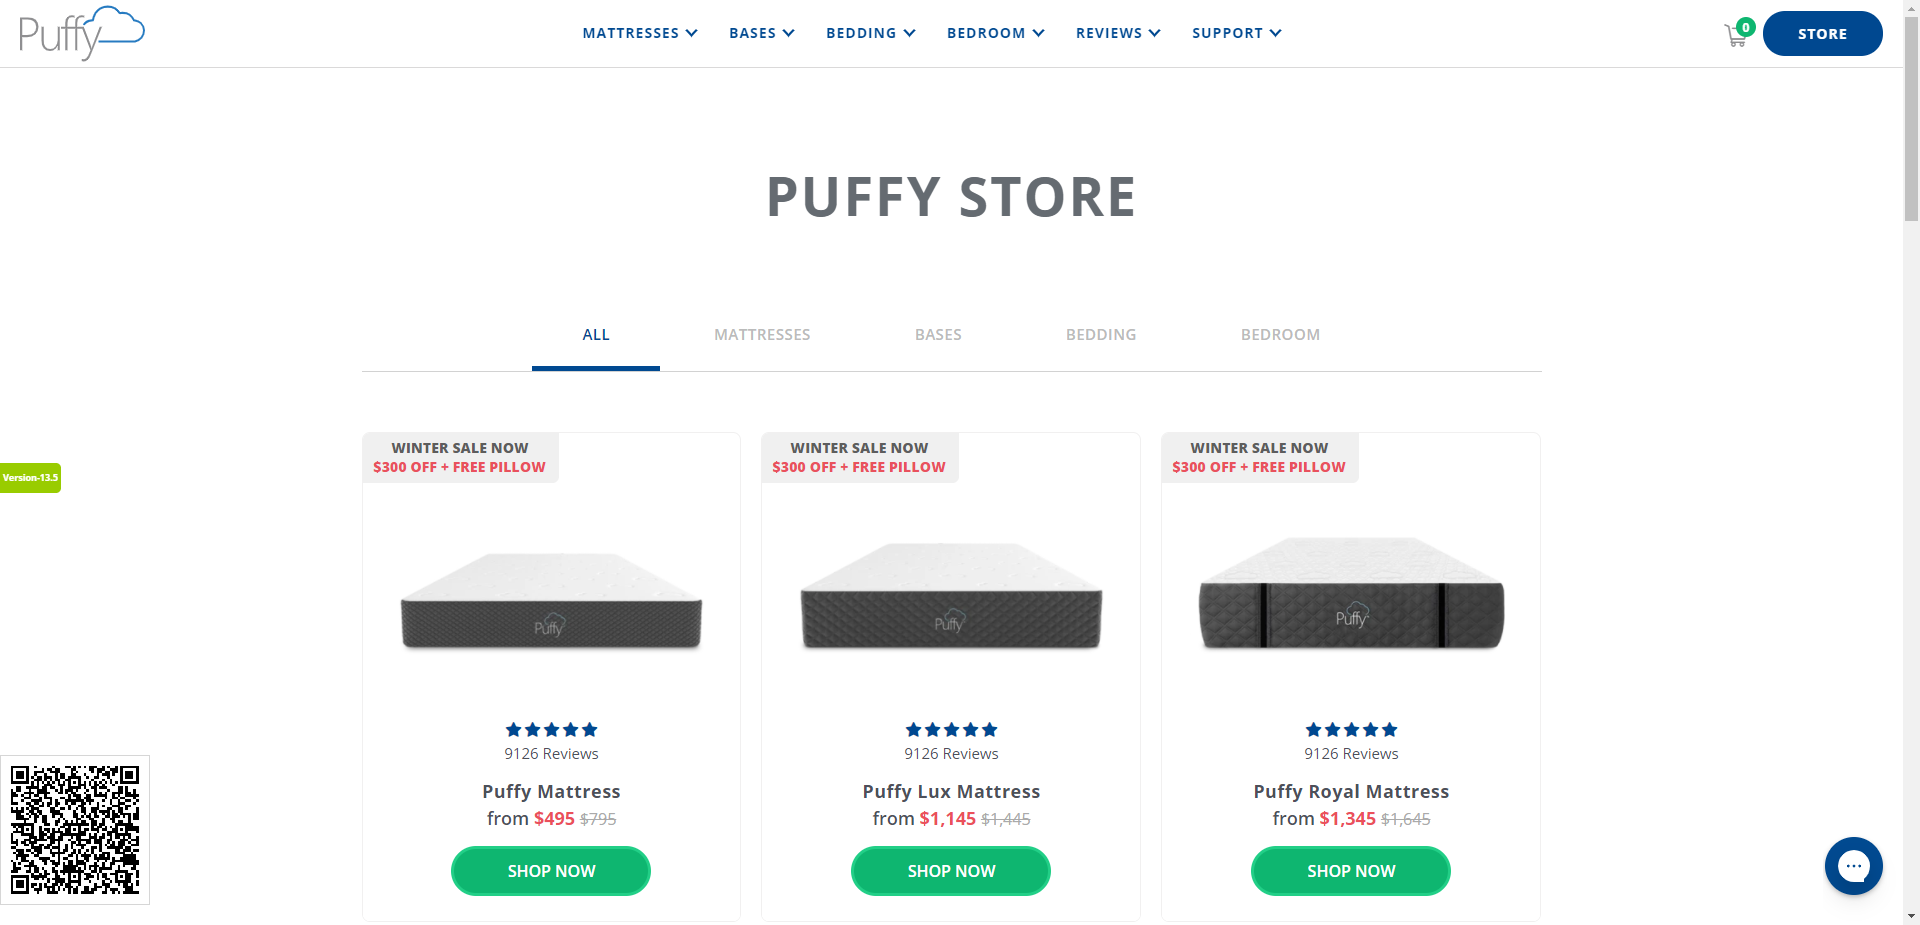 Puffy
MATTRESSES
BASES
BEDDING
BEDROOM
REVIEWS
SUPPORT
0
STORE
PUFFY STORE
ALL
MATTRESSES
BASES
BEDDING
BEDROOM
WINTER SALE NOW
$300 OFF + FREE PILLOW
Puffy
9126 Reviews
Puffy Mattress
from $495 $795
SHOP NOW
WINTER SALE NOW
$300 OFF + FREE PILLOW
Puffy
9126 Reviews
Puffy Lux Mattress
from $1,145 $1,445
SHOP NOW
WINTER SALE NOW
$300 OFF + FREE PILLOW
Puffy
9126 Reviews
Puffy Royal Mattress
from $1,345 $1,645
SHOP NOW
Version-13.5